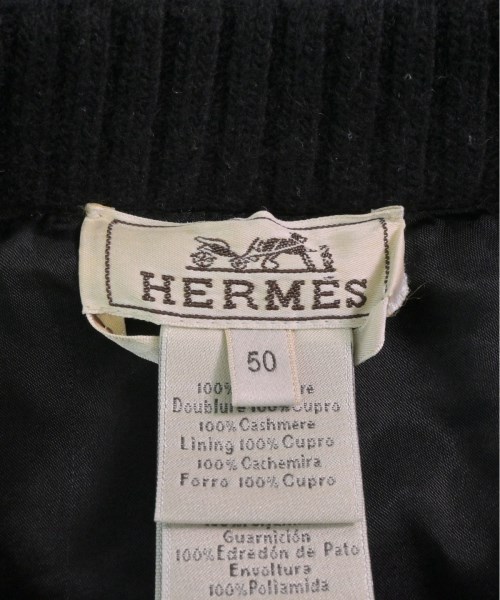 HERMÈS
50
100% re
Doublure 100% Cupro
100% Cashmere
Lining 100% Cupro
100% Cachemira
Forro 100% Cupro
Guarnición
100% Edredón de Pato
Envoltura
100% Poliamida